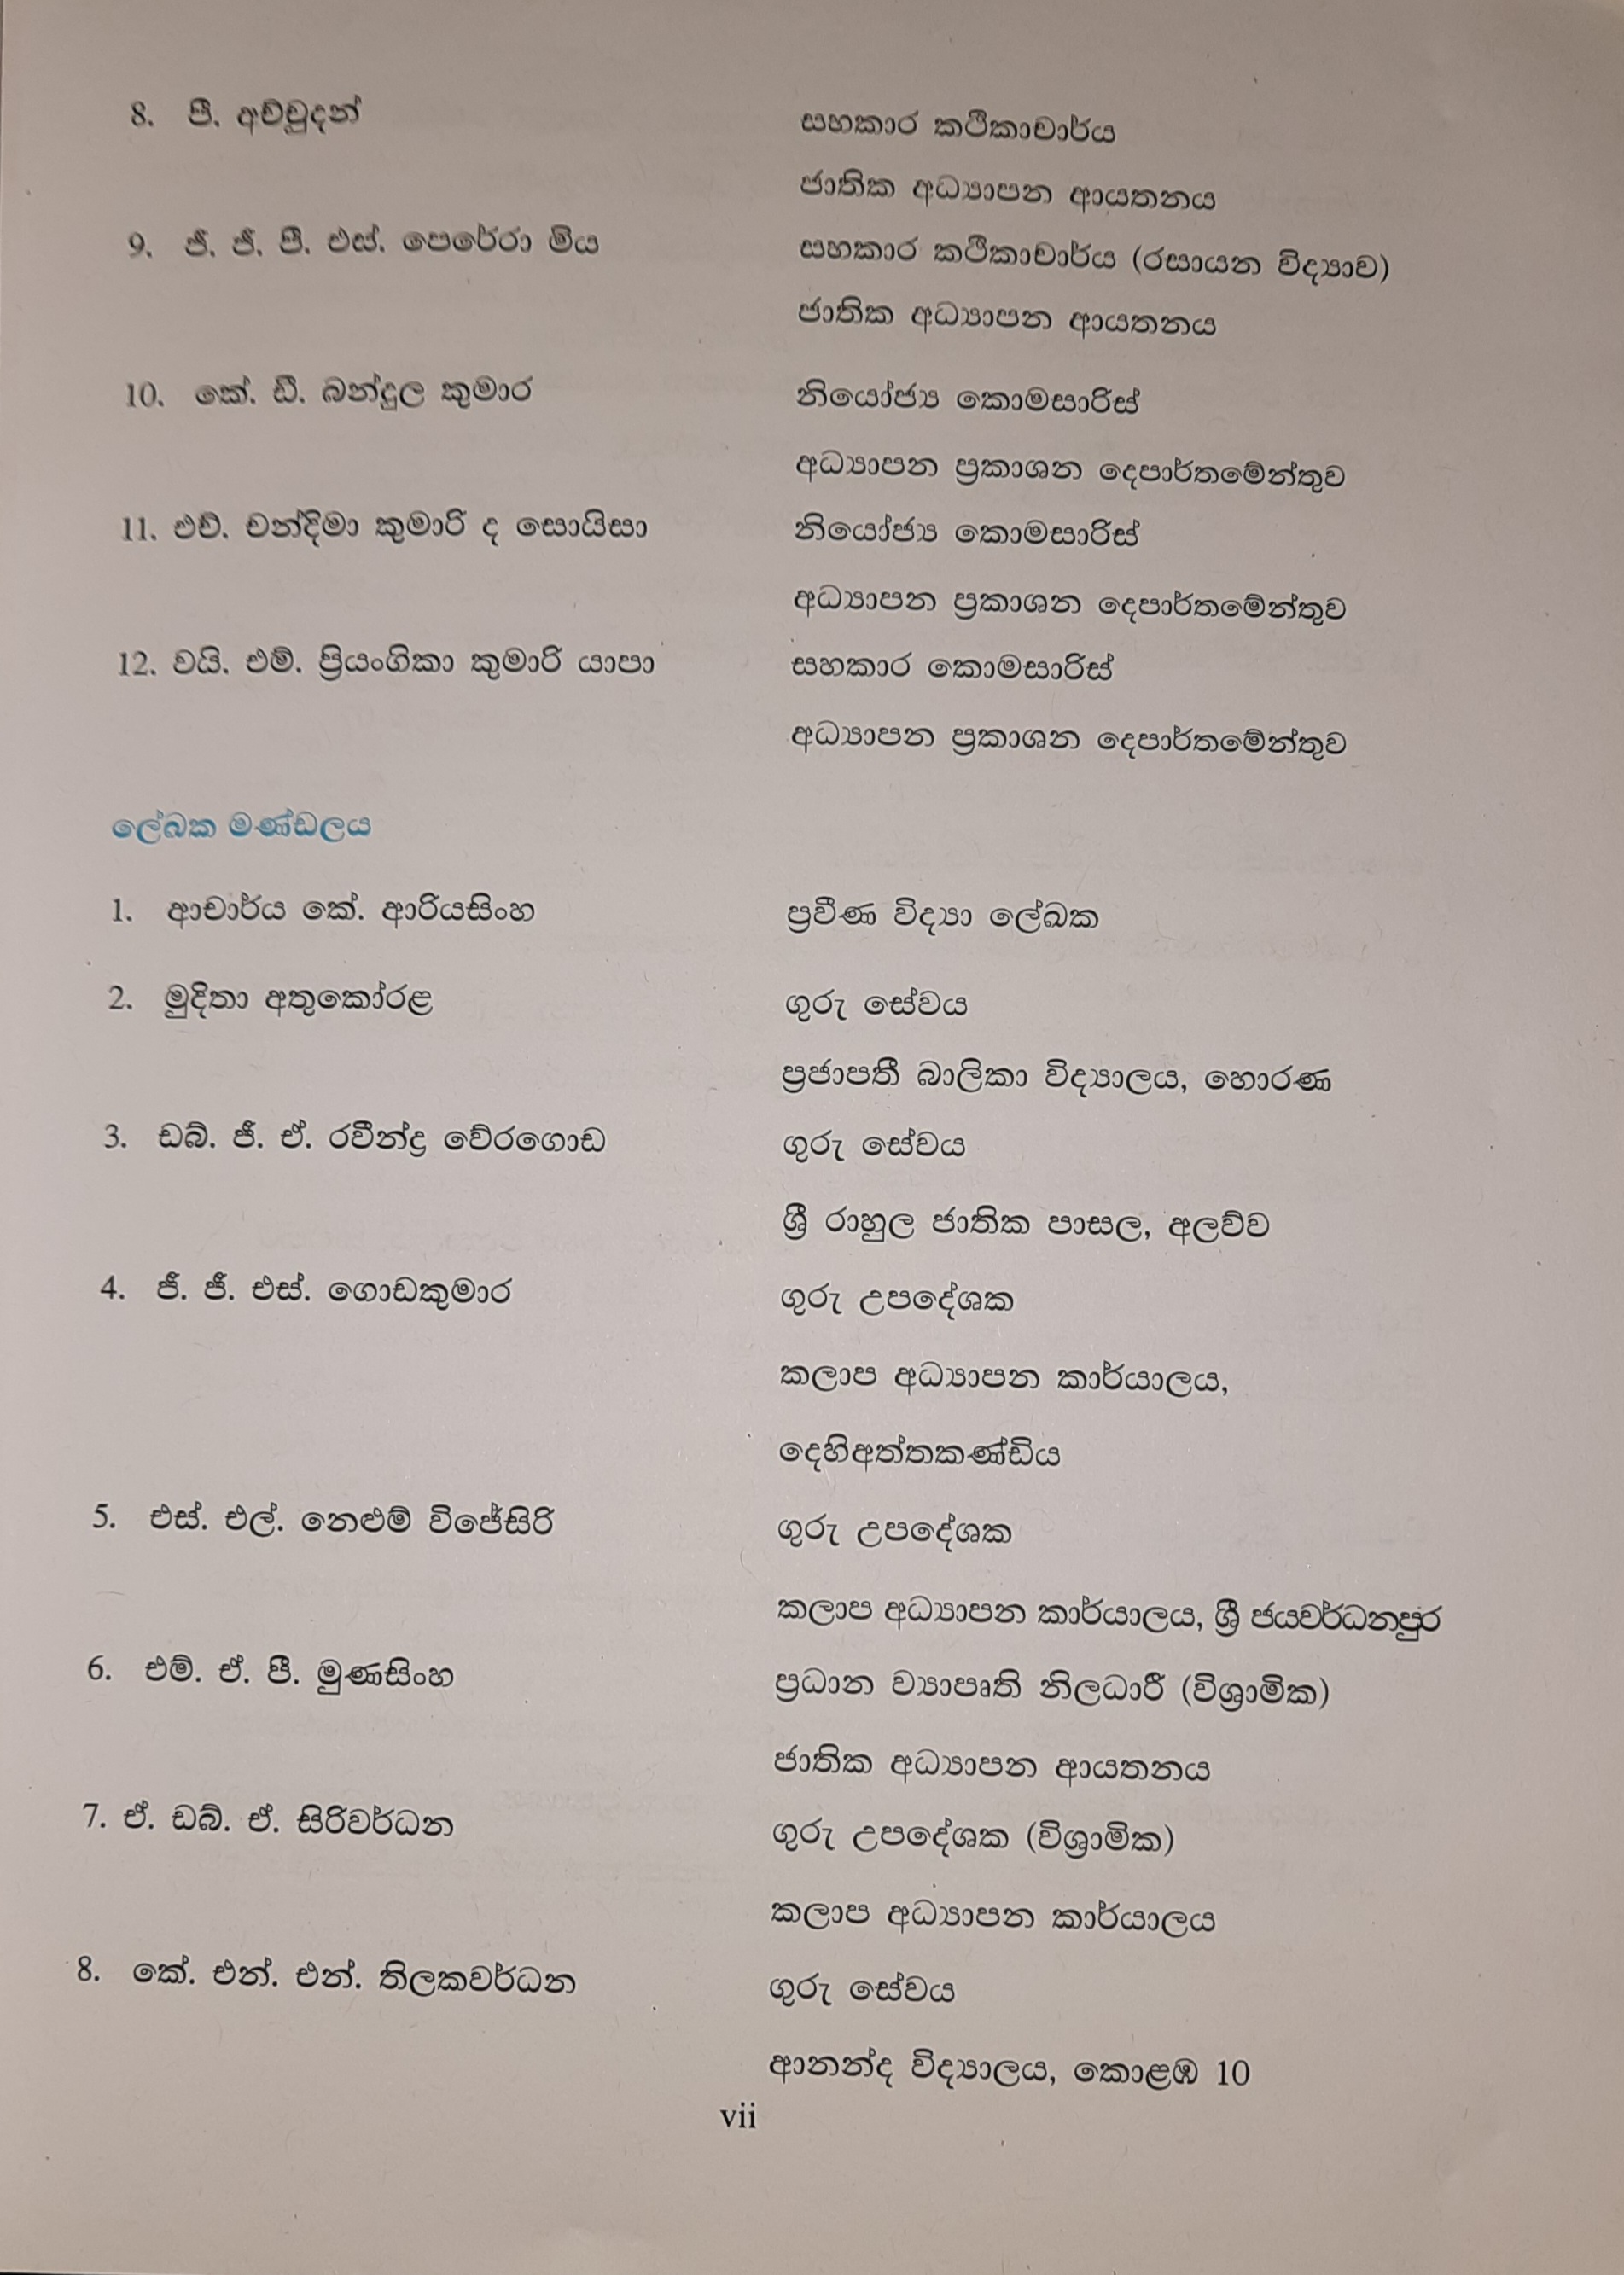 8. පී. අච්චුදන් සහකාර කථිකාචාර්ය
ජාතික අධ්‍යාපන ආයතනය
9. ජී. ජී. පී. එස්. පෙරේරා මිය සහකාර කථිකාචාර්ය (රසායන විද්‍යාව)
ජාතික අධ්‍යාපන ආයතනය
10. කේ. ඩී. බන්දුල කුමාර නියෝජ්‍ය කොමසාරිස්
අධ්‍යාපන ප්‍රකාශන දෙපාර්තමේන්තුව
11. එච්. චන්දිමා කුමාරි ද සොයිසා නියෝජ්‍ය කොමසාරිස්
අධ්‍යාපන ප්‍රකාශන දෙපාර්තමේන්තුව
12. වයි. එම්. ප්‍රියංගිකා කුමාරි යාපා සහකාර කොමසාරිස්
අධ්‍යාපන ප්‍රකාශන දෙපාර්තමේන්තුව
ලේඛක මණ්ඩලය
1. ආචාර්ය කේ. ආරියසිංහ ප්‍රවීණ විද්‍යා ලේඛක
2. මුදිතා අතුකෝරළ ගුරු සේවය
ප්‍රජාපතී බාලිකා විද්‍යාලය, හොරණ
3. ඩබ්. ජී. ඒ. රවීන්ද්‍ර වේරගොඩ ගුරු සේවය
ශ්‍රී රාහුල ජාතික පාසල, අලව්ව
4. ජී. ජී. එස්. ගොඩකුමාර ගුරු උපදේශක
කලාප අධ්‍යාපන කාර්යාලය,
දෙහිඅත්තකණ්ඩිය
5. එස්. එල්. නෙළුම් විජේසිරි ගුරු උපදේශක
කලාප අධ්‍යාපන කාර්යාලය, ශ්‍රී ජයවර්ධනපුර
6. එම්. ඒ. පී. මුණසිංහ ප්‍රධාන ව්‍යාපෘති නිලධාරී (විශ්‍රාමික)
ජාතික අධ්‍යාපන ආයතනය
7. ඒ. ඩබ්. ඒ. සිරිවර්ධන ගුරු උපදේශක (විශ්‍රාමික)
කලාප අධ්‍යාපන කාර්යාලය
8. කේ. එන්. එන්. තිලකවර්ධන ගුරු සේවය
ආනන්ද විද්‍යාලය, කොළඹ 10
vii